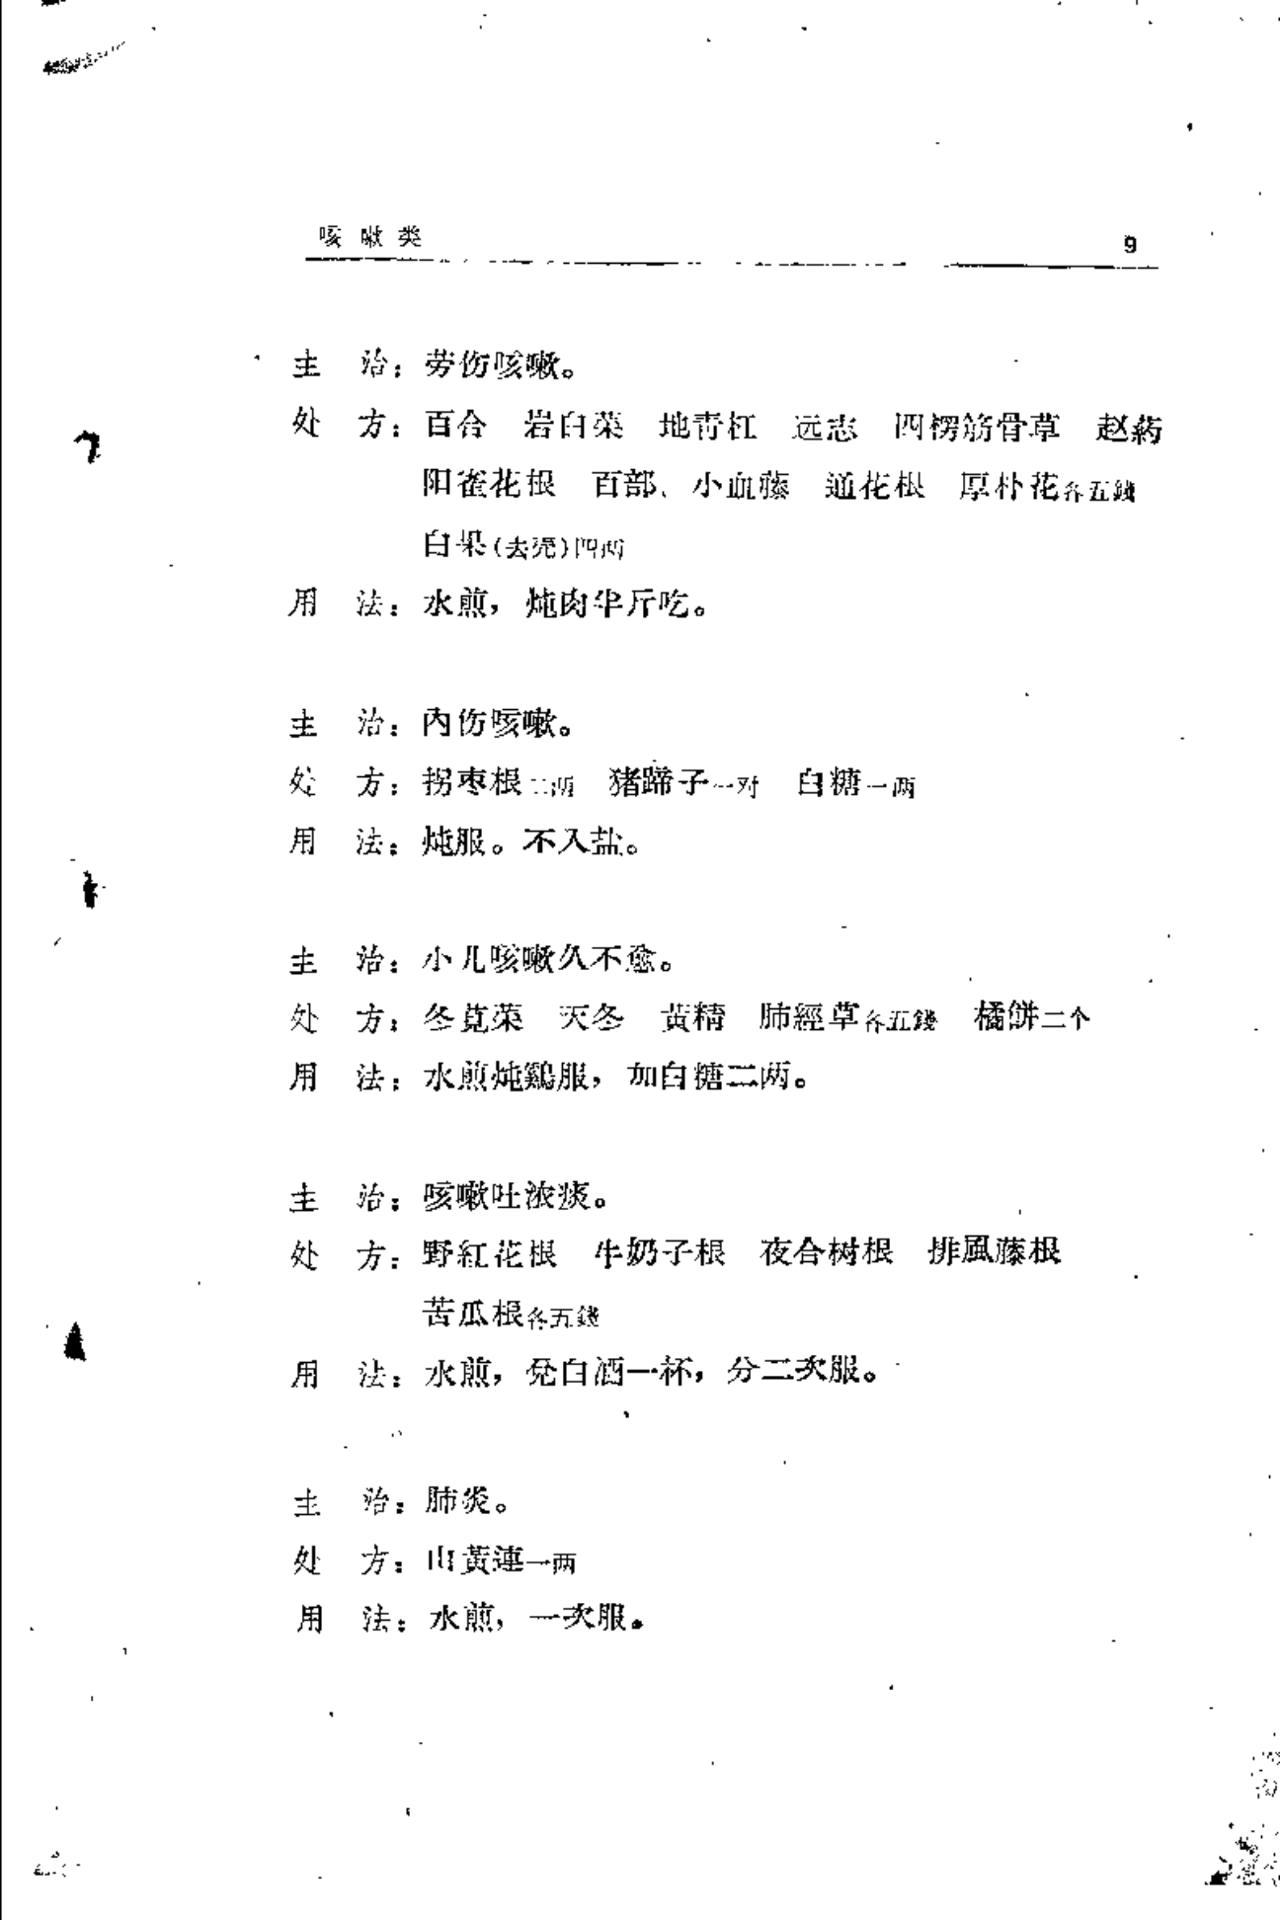 咳嗽类 9
主 治：劳伤咳嗽。
处 方：百合 岩白菜 地青杠 远志 四楞筋骨草 赵葯
阳雀花根 百部、小血藤 通花根 厚朴花各五錢
白果(去壳)四两
用 法：水煎，炖肉半斤吃。
主 治：内伤咳嗽。
处 方：拐枣根二两 猪蹄子一对 白糖一两
用 法：炖服。不入盐。
主 治：小儿咳嗽久不愈。
处 方：冬莧菜 天冬 黄精 肺經草各五錢 橘餅二个
用 法：水煎炖鷄服，加白糖二两。
主 治：咳嗽吐浓痰。
处 方：野紅花根 牛奶子根 夜合树根 排風藤根
苦瓜根各五錢
用 法：水煎，兌白酒一杯，分二次服。
主 治：肺炎。
处 方：山黃連一两
用 法：水煎，一次服。